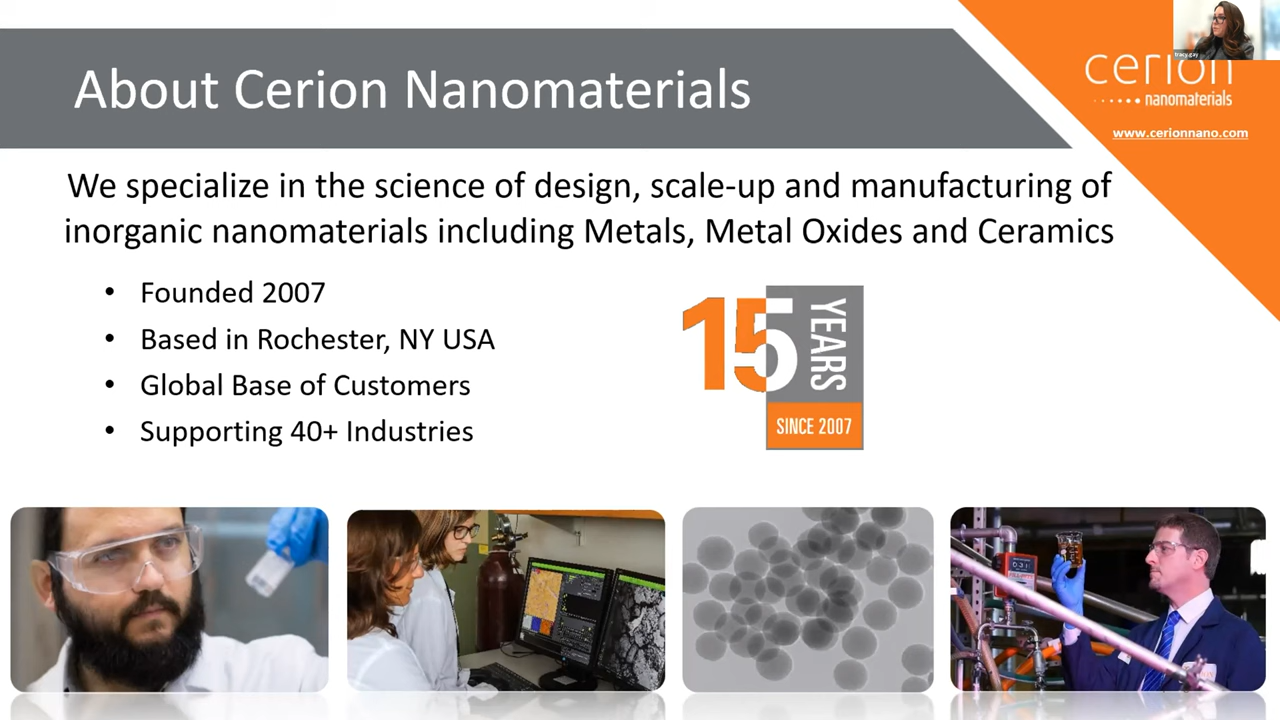 About Cerion Nanomaterials
tracy.gay
cerion
nanomaterials
www.cerionnano.com
We specialize in the science of design, scale-up and manufacturing of
inorganic nanomaterials including Metals, Metal Oxides and Ceramics
• Founded 2007
• Based in Rochester, NY USA
• Global Base of Customers
• Supporting 40+ Industries
15
YEARS
SINCE 2007